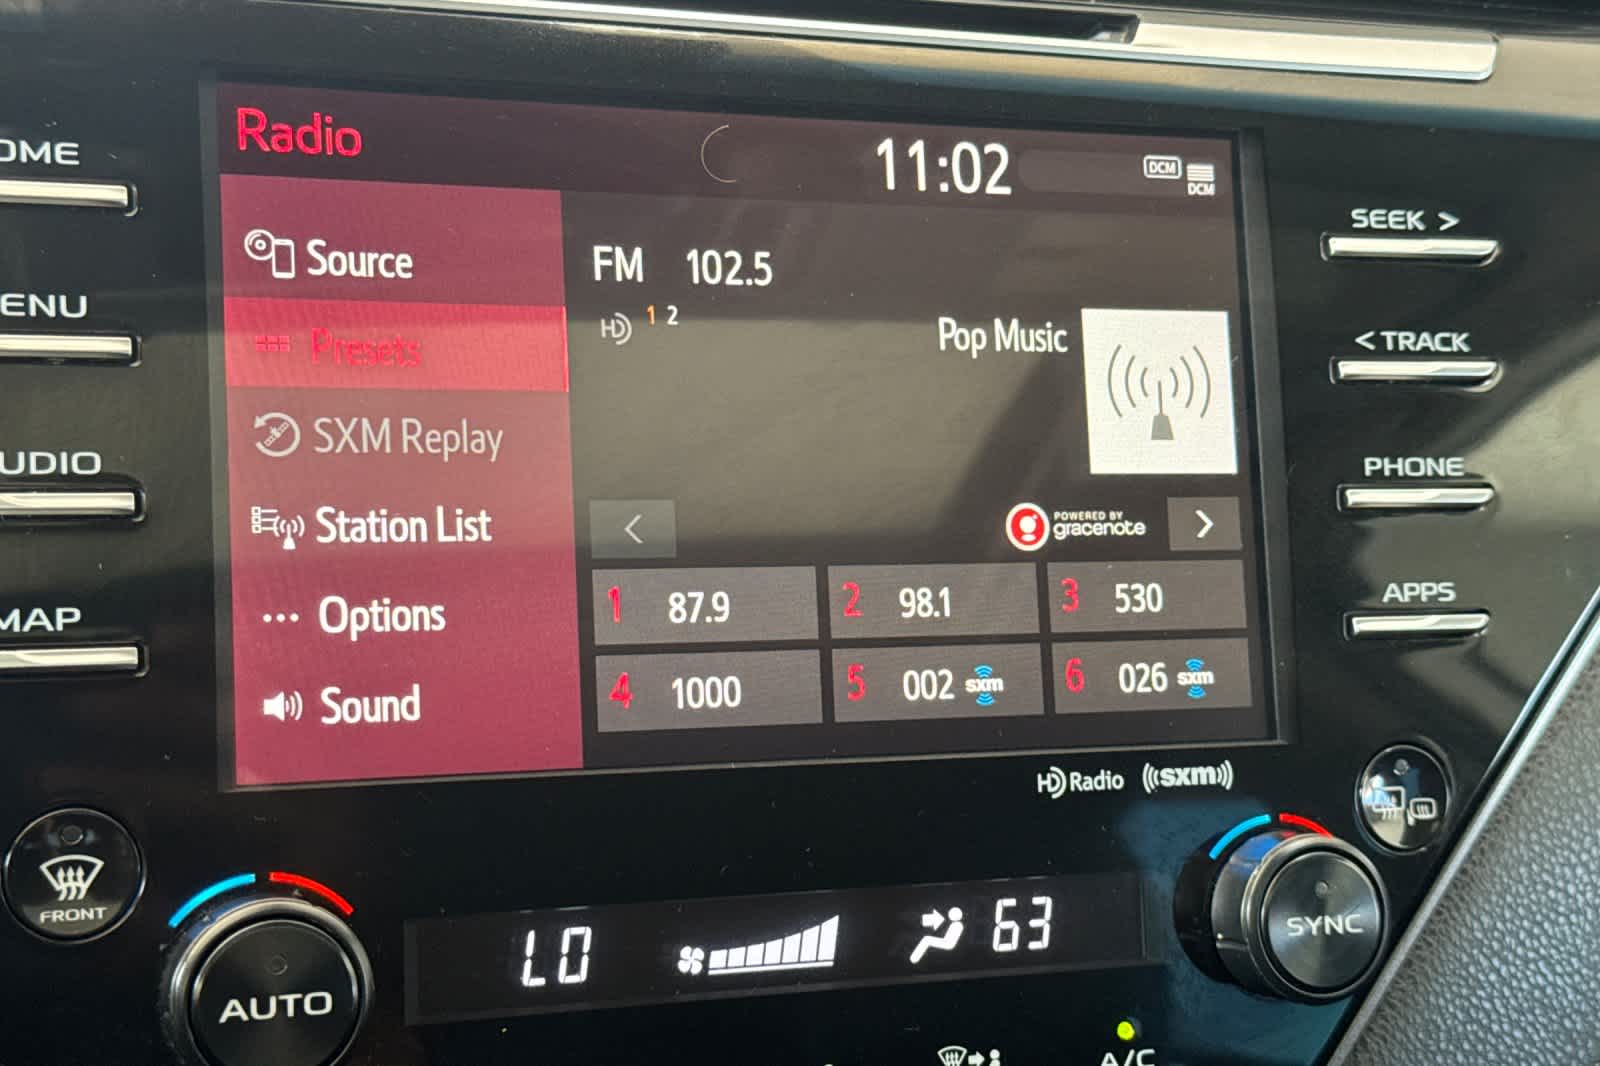 Radio
11:02
DCM
DCM
OME
ENU
UDIO
MAP
Source
Presets
SXM Replay
Station List
Options
Sound
FM 102.5
HD 1 2
Pop Music
POWERED BY
gracenote
1 87.9
2 98.1
3 530
4 1000
5 002 sxm
6 026 sxm
SEEK >
< TRACK
PHONE
APPS
HD Radio
((sxm))
FRONT
AUTO
LO
63
SYNC
A/C